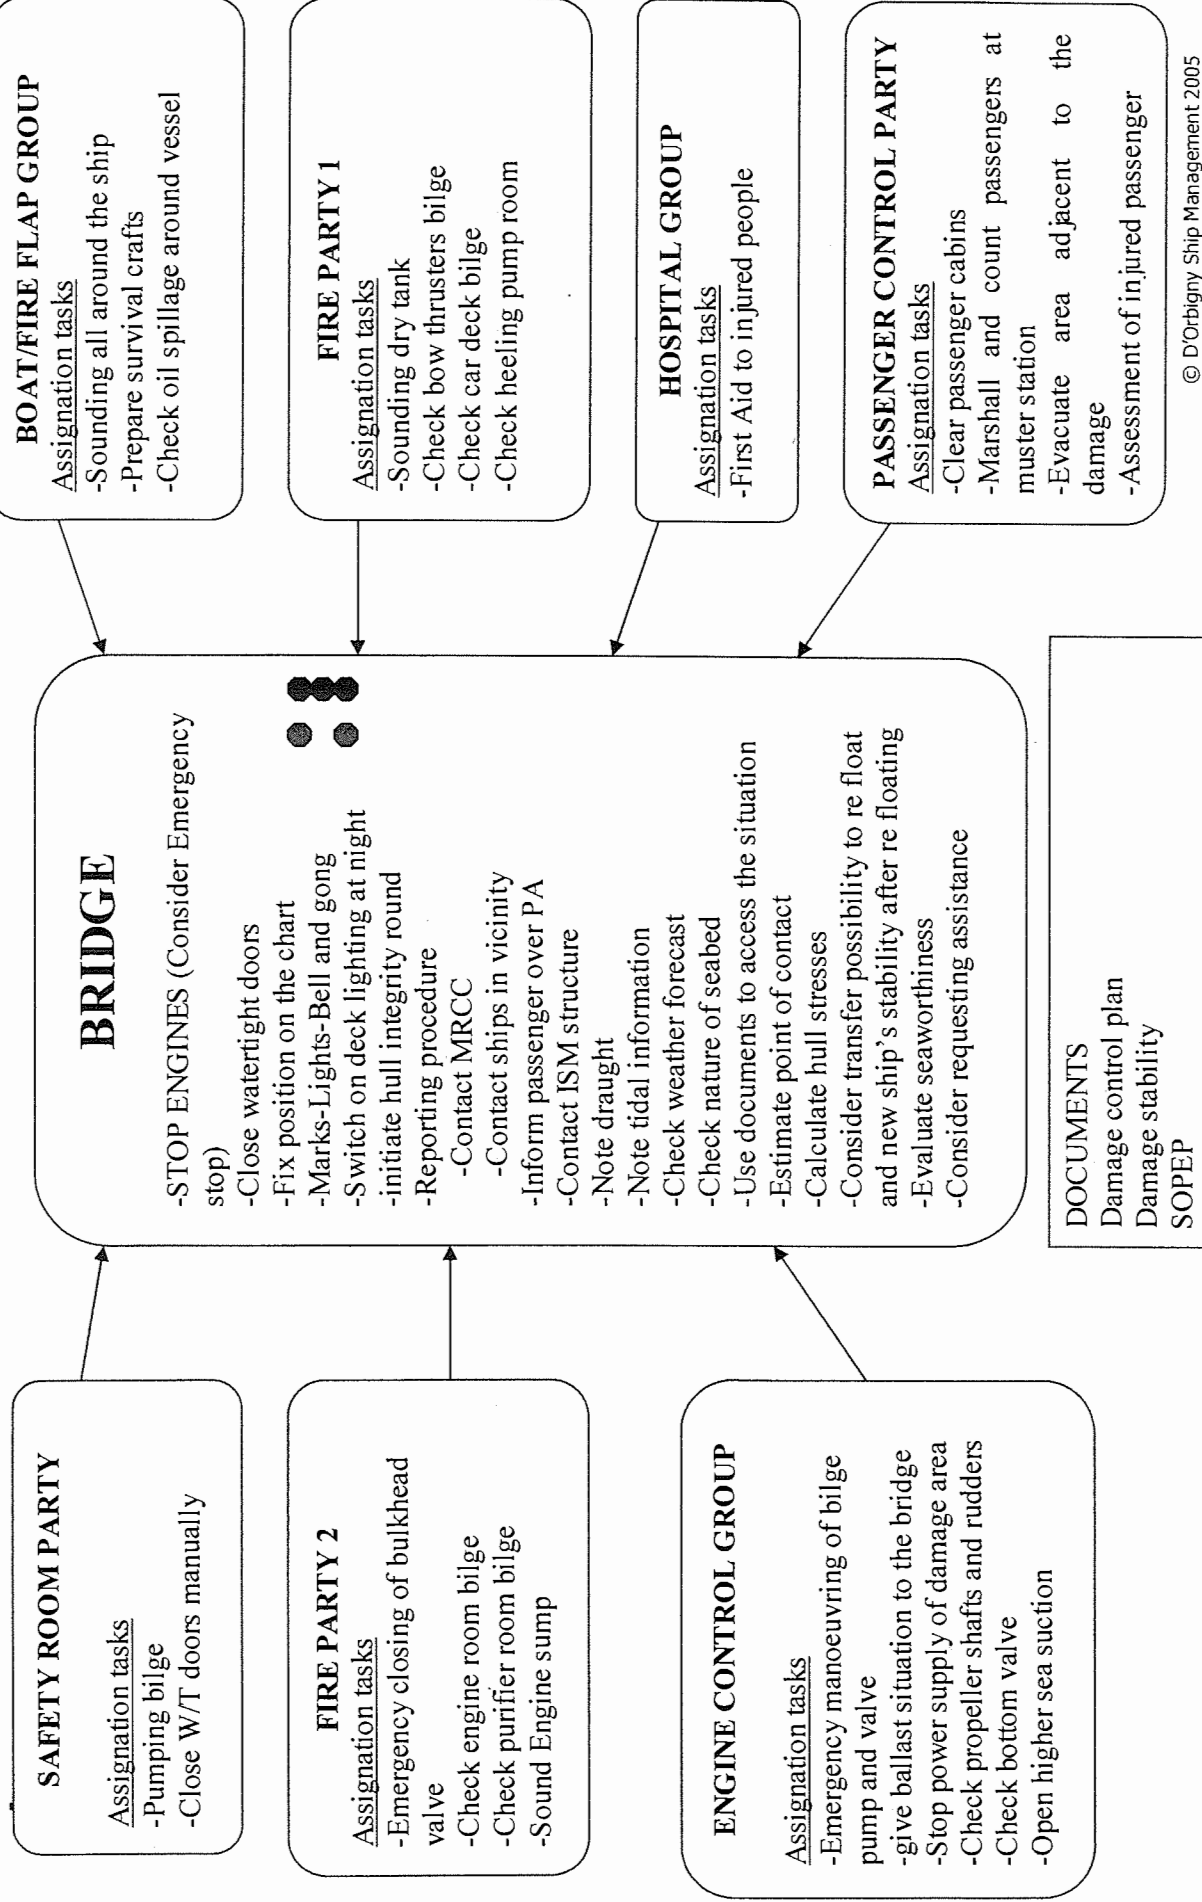 SAFETY ROOM PARTY
Assignation tasks
-Pumping bilge
-Close W/T doors manually
FIRE PARTY 2
Assignation tasks
-Emergency closing of bulkhead
valve
-Check engine room bilge
-Check purifier room bilge
-Sound Engine sump
ENGINE CONTROL GROUP
Assignation tasks
-Emergency manoeuvring of bilge
pump and valve
-give ballast situation to the bridge
-Stop power supply of damage area
-Check propeller shafts and rudders
-Check bottom valve
-Open higher sea suction
BRIDGE
-STOP ENGINES (Consider Emergency
stop)
-Close watertight doors
-Fix position on the chart
-Marks-Lights-Bell and gong
-Switch on deck lighting at night
-initiate hull integrity round
-Reporting procedure
-Contact MRCC
-Contact ships in vicinity
-Inform passenger over PA
-Contact ISM structure
-Note draught
-Note tidal information
-Check weather forecast
-Check nature of seabed
-Use documents to access the situation
-Estimate point of contact
-Calculate hull stresses
-Consider transfer possibility to re float
and new ship's stability after re floating
-Evaluate seaworthiness
-Consider requesting assistance
DOCUMENTS
Damage control plan
Damage stability
SOPEP
BOAT/FIRE FLAP GROUP
Assignation tasks
-Sounding all around the ship
-Prepare survival crafts
-Check oil spillage around vessel
FIRE PARTY 1
Assignation tasks
-Sounding dry tank
-Check bow thrusters bilge
-Check car deck bilge
-Check heeling pump room
HOSPITAL GROUP
Assignation tasks
-First Aid to injured people
PASSENGER CONTROL PARTY
Assignation tasks
-Clear passenger cabins
-Marshall and count passengers at
muster station
-Evacuate area adjacent to the
damage
-Assessment of injured passenger
© D'Orbigny Ship Management 2005